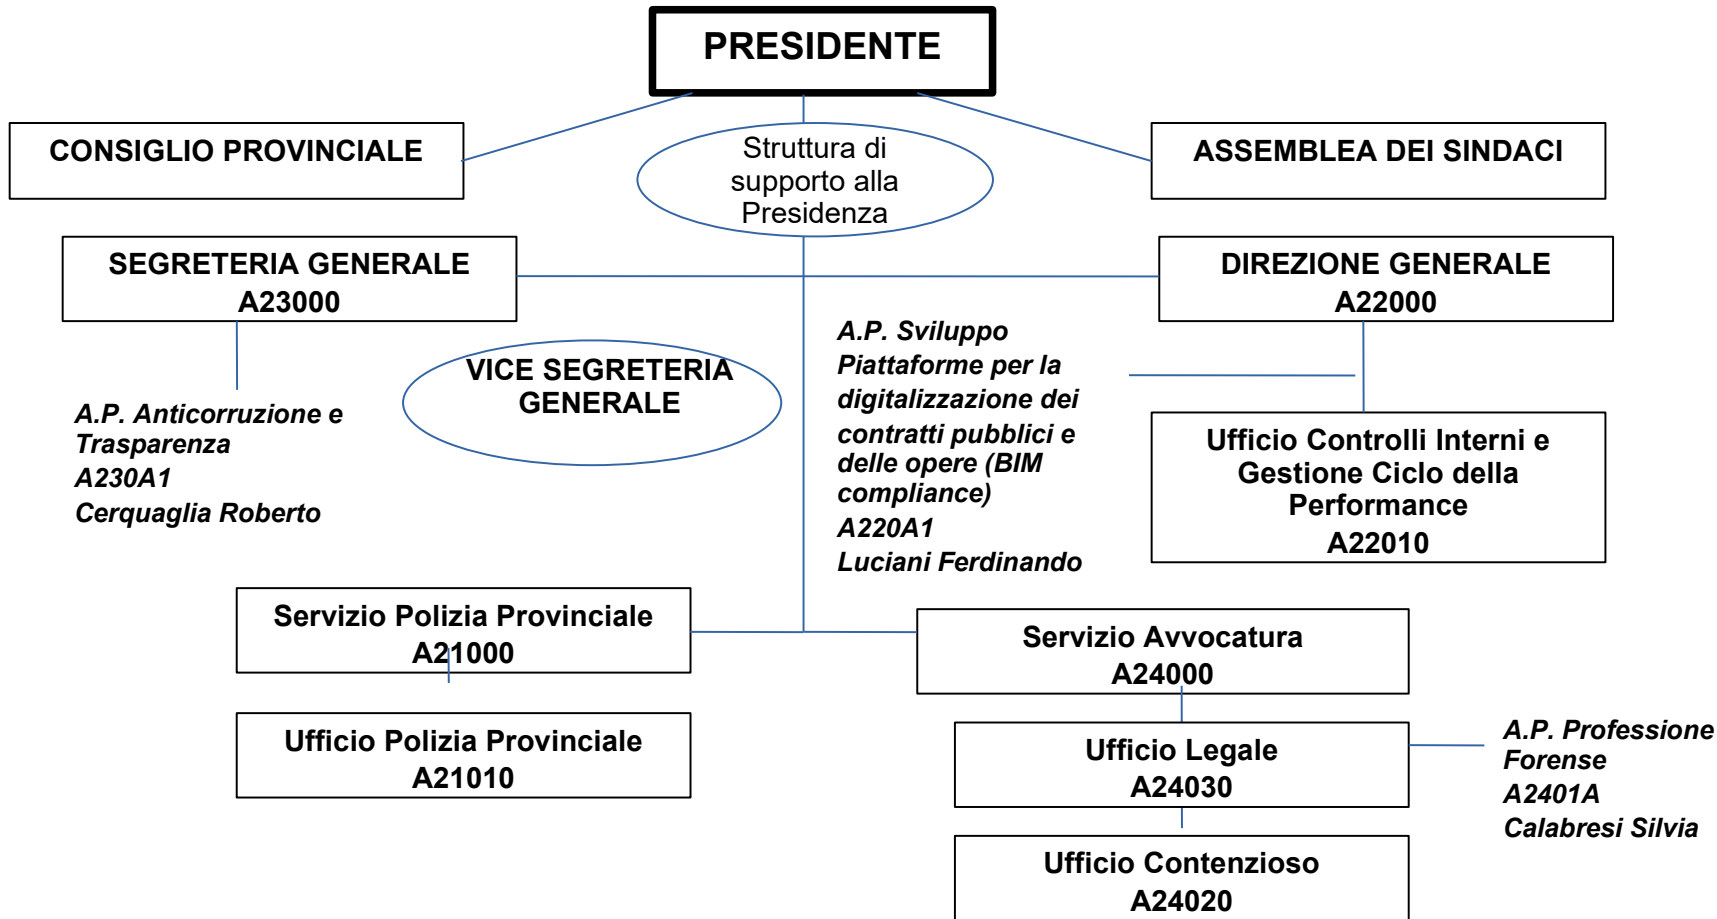 PRESIDENTE
CONSIGLIO PROVINCIALE
Struttura di
supporto alla
Presidenza
ASSEMBLEA DEI SINDACI
SEGRETERIA GENERALE
A23000
DIREZIONE GENERALE
A22000
VICE SEGRETERIA
GENERALE
A.P. Anticorruzione e
Trasparenza
A230A1
Cerquaglia Roberto
A.P. Sviluppo
Piattaforme per la
digitalizzazione dei
contratti pubblici e
delle opere (BIM
compliance)
A220A1
Luciani Ferdinando
Ufficio Controlli Interni e
Gestione Ciclo della
Performance
A22010
Servizio Polizia Provinciale
A21000
Servizio Avvocatura
A24000
Ufficio Polizia Provinciale
A21010
Ufficio Legale
A24030
A.P. Professione
Forense
A2401A
Calabresi Silvia
Ufficio Contenzioso
A24020